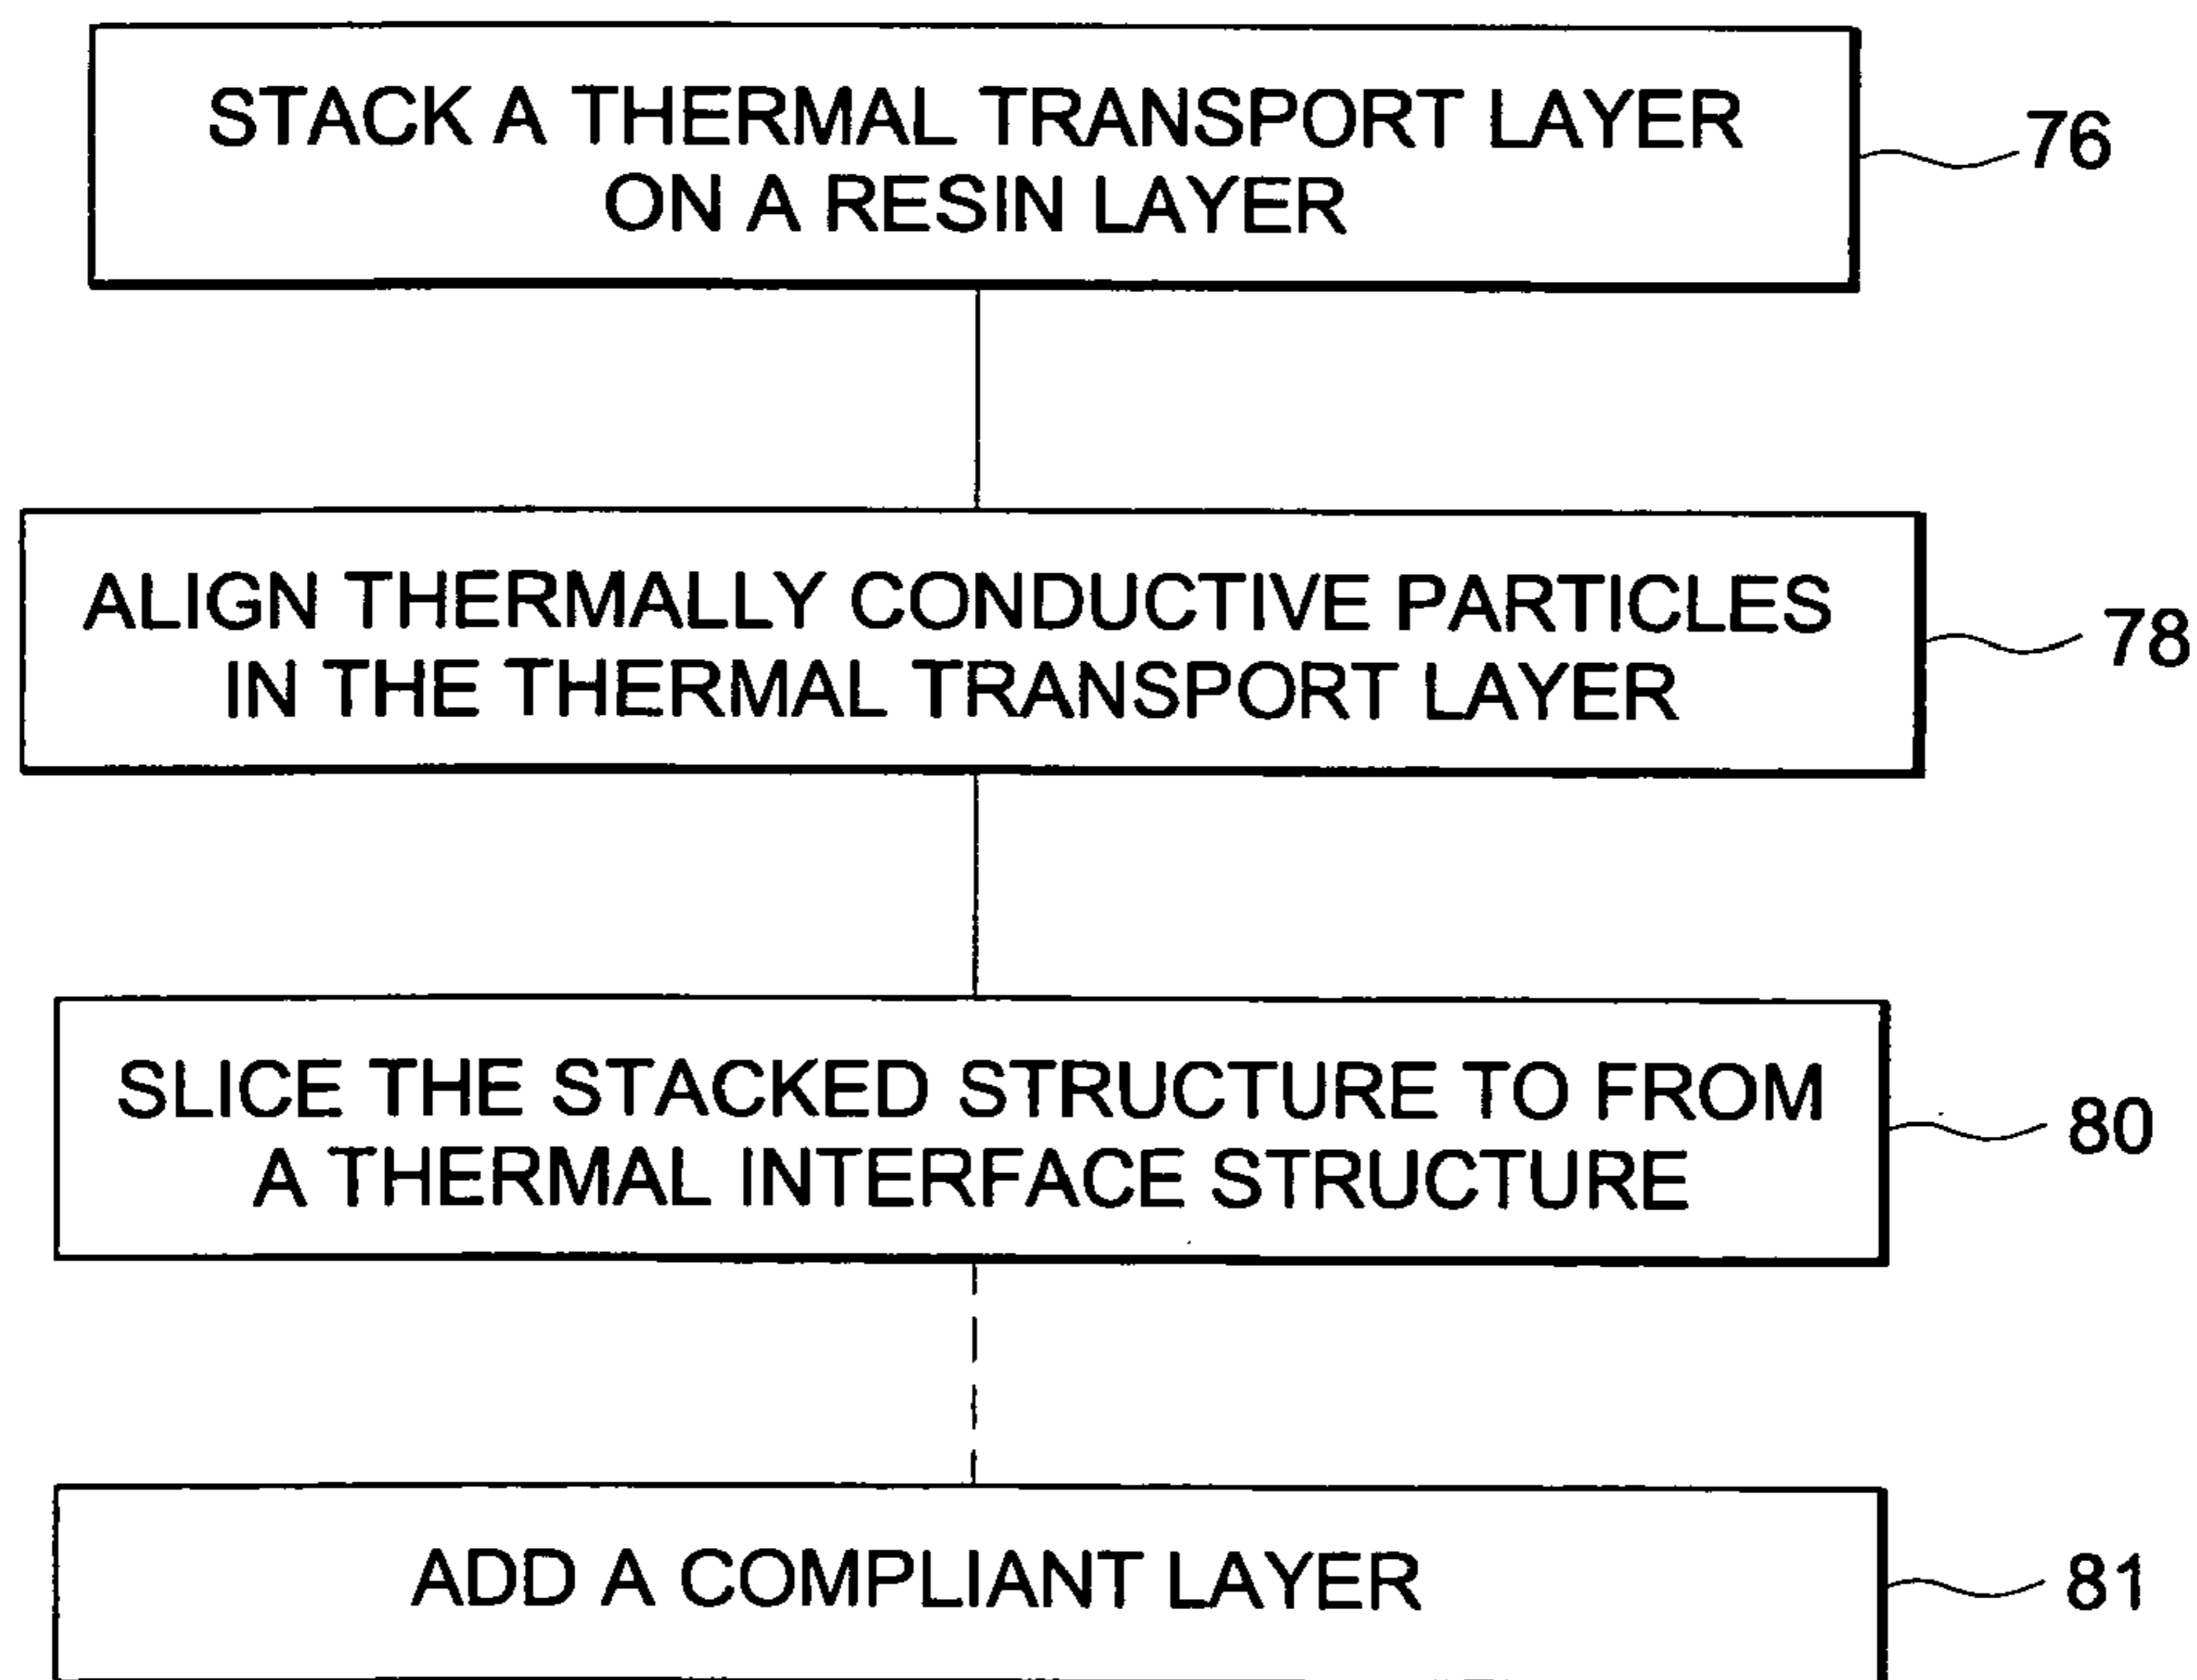 STACK A THERMAL TRANSPORT LAYER
ON A RESIN LAYER
76
ALIGN THERMALLY CONDUCTIVE PARTICLES
IN THE THERMAL TRANSPORT LAYER
78
SLICE THE STACKED STRUCTURE TO FROM
A THERMAL INTERFACE STRUCTURE
80
ADD A COMPLIANT LAYER
81